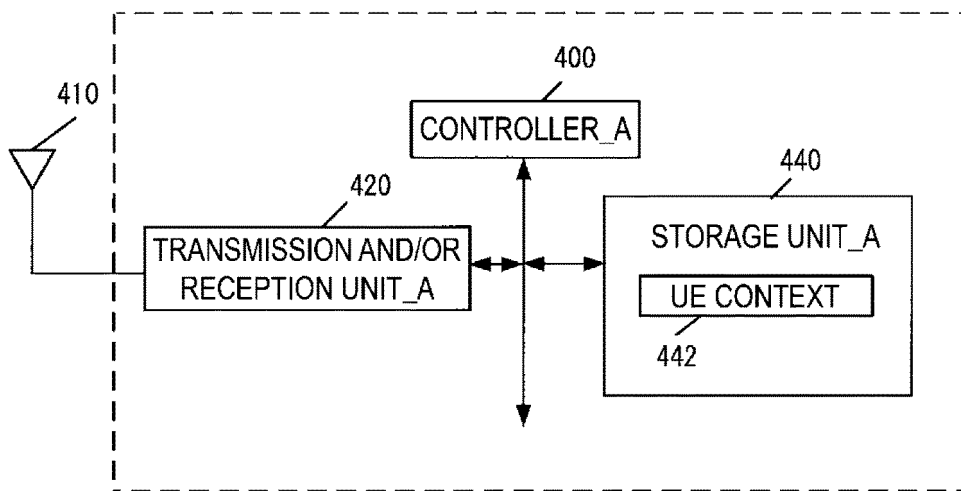 400
410
CONTROLLER_A
420
440
TRANSMISSION AND/OR
RECEPTION UNIT_A
STORAGE UNIT_A
UE CONTEXT
442